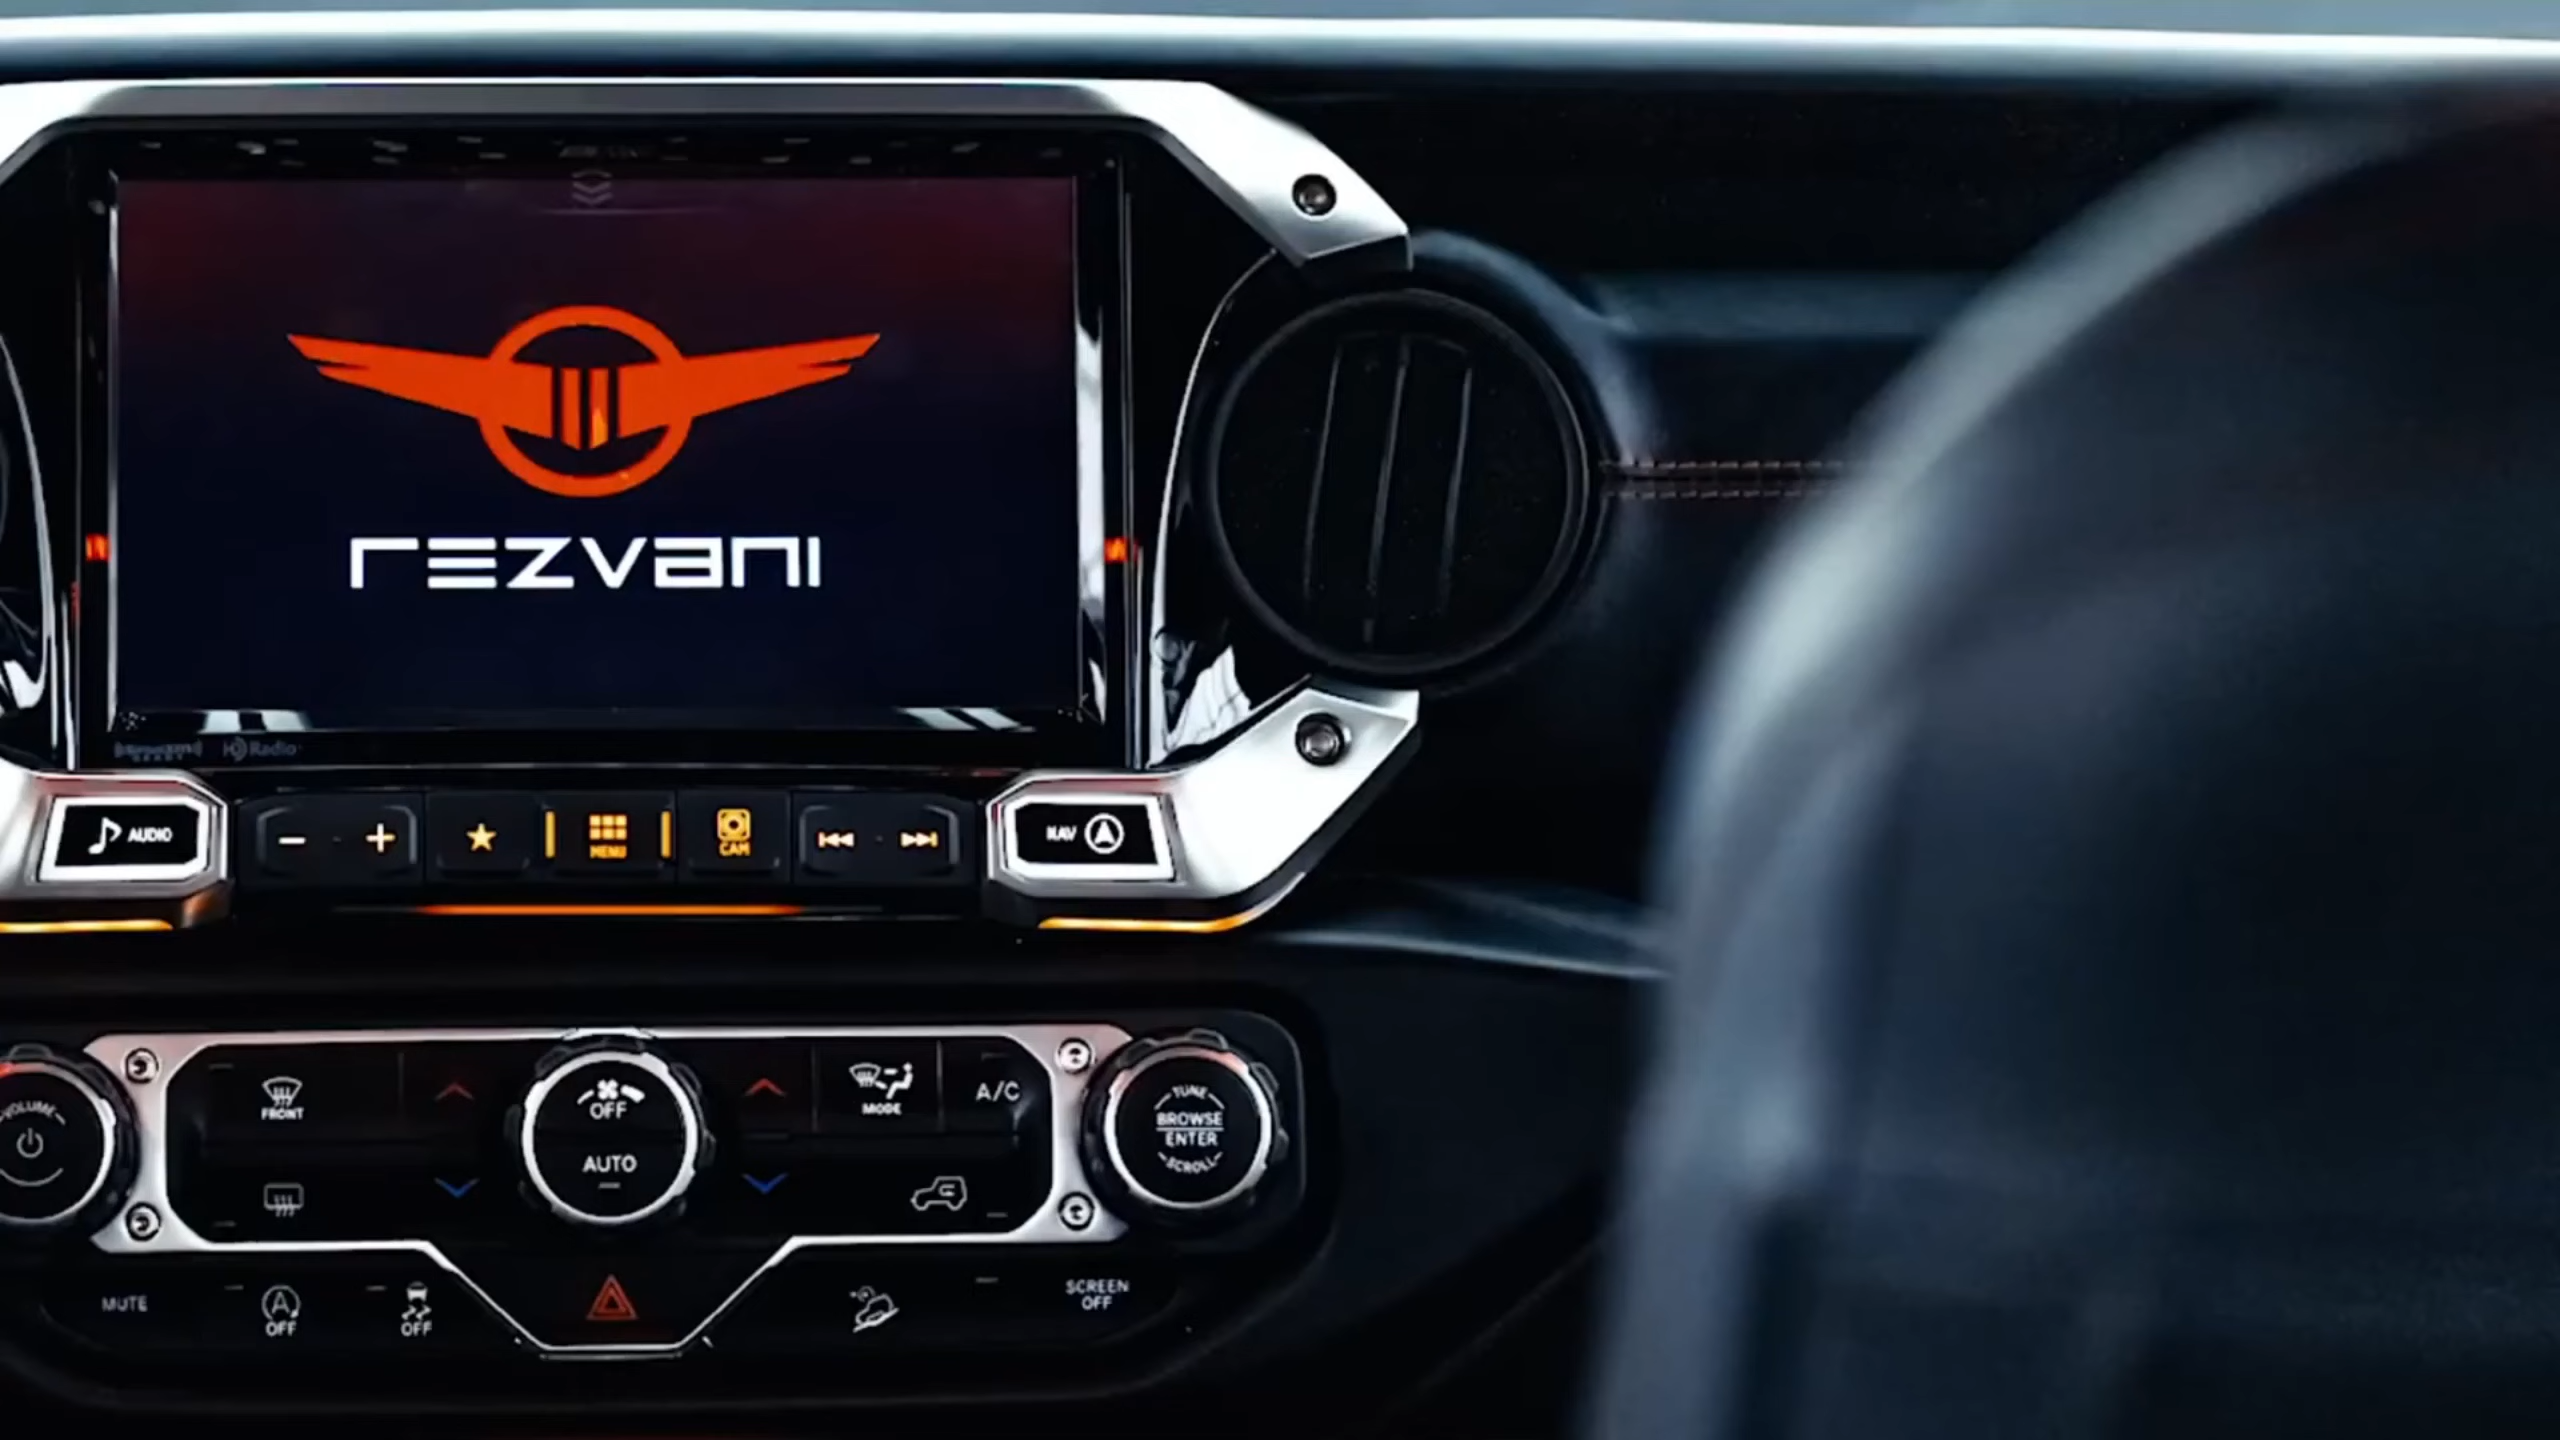 rezvani
HD Radio
AUDIO
MENU
CAM
NAV
VOLUME
FRONT
OFF
AUTO
MODE
A/C
TUNE
BROWSE
ENTER
SCROLL
MUTE
OFF
OFF
SCREEN
OFF